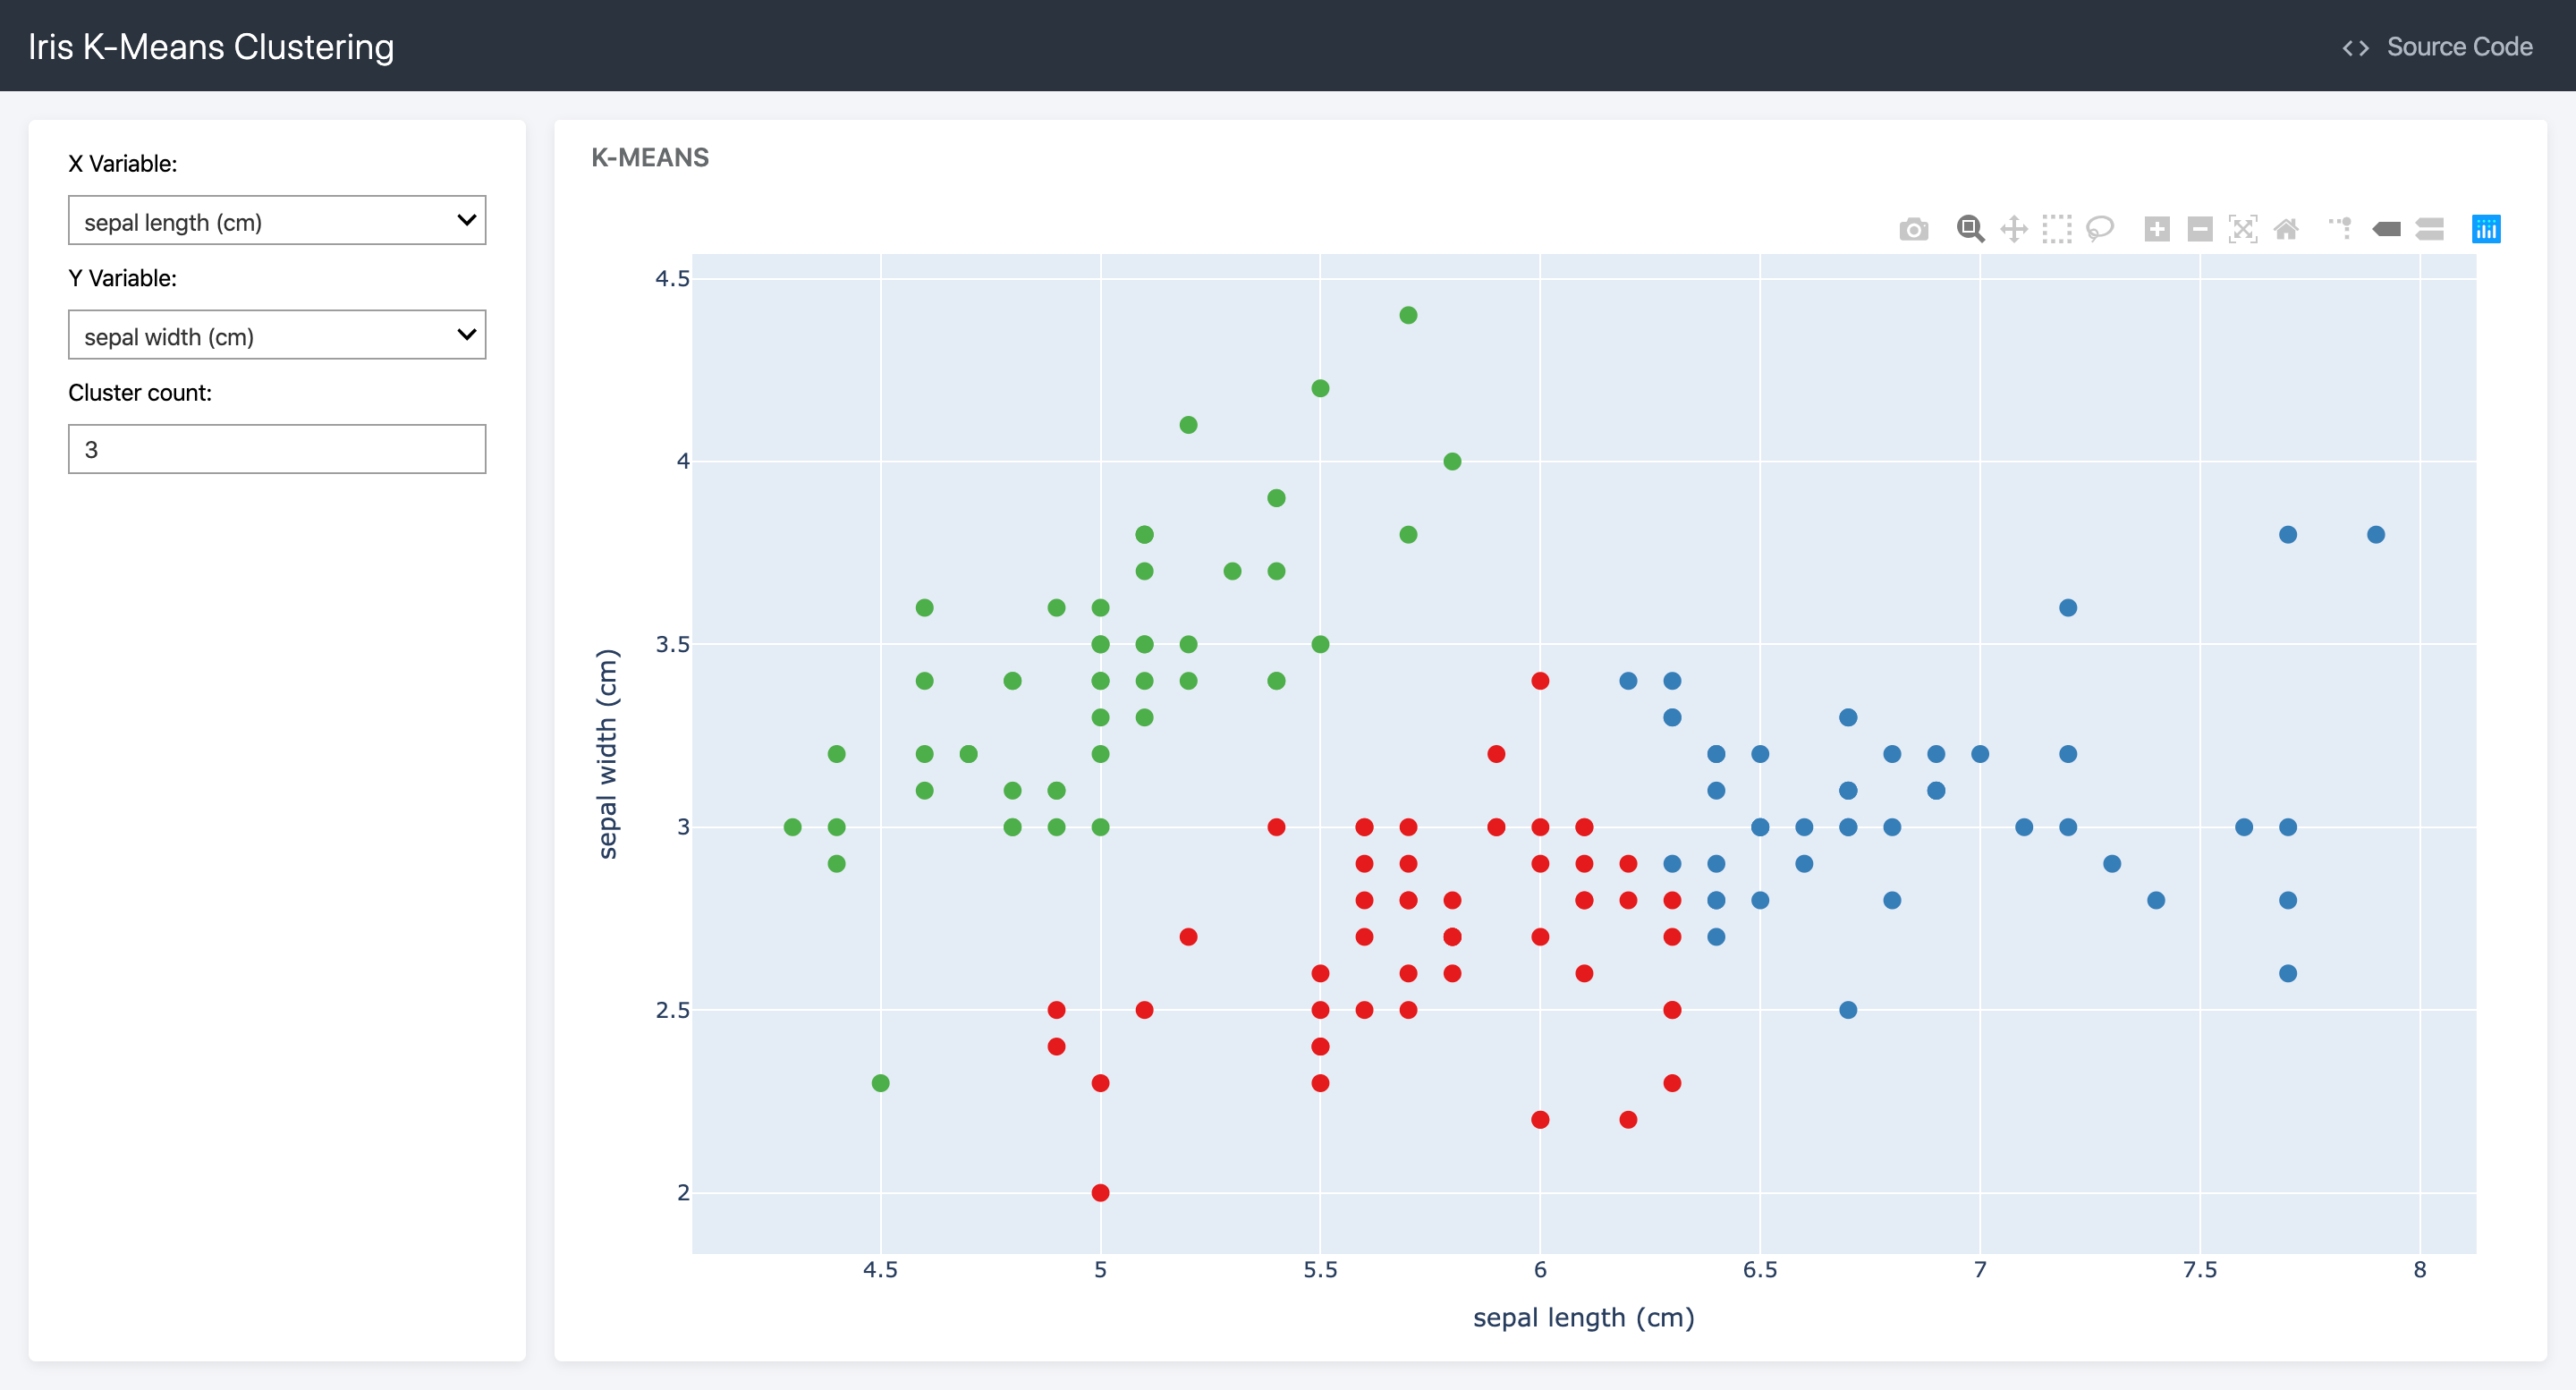 Iris K-Means Clustering
<> Source Code
X Variable:
sepal length (cm)
Y Variable:
sepal width (cm)
Cluster count:
3
K-MEANS
4.5
4
3.5
3
2.5
2
sepal width (cm)
4.5 5 5.5 6 6.5 7 7.5 8
sepal length (cm)